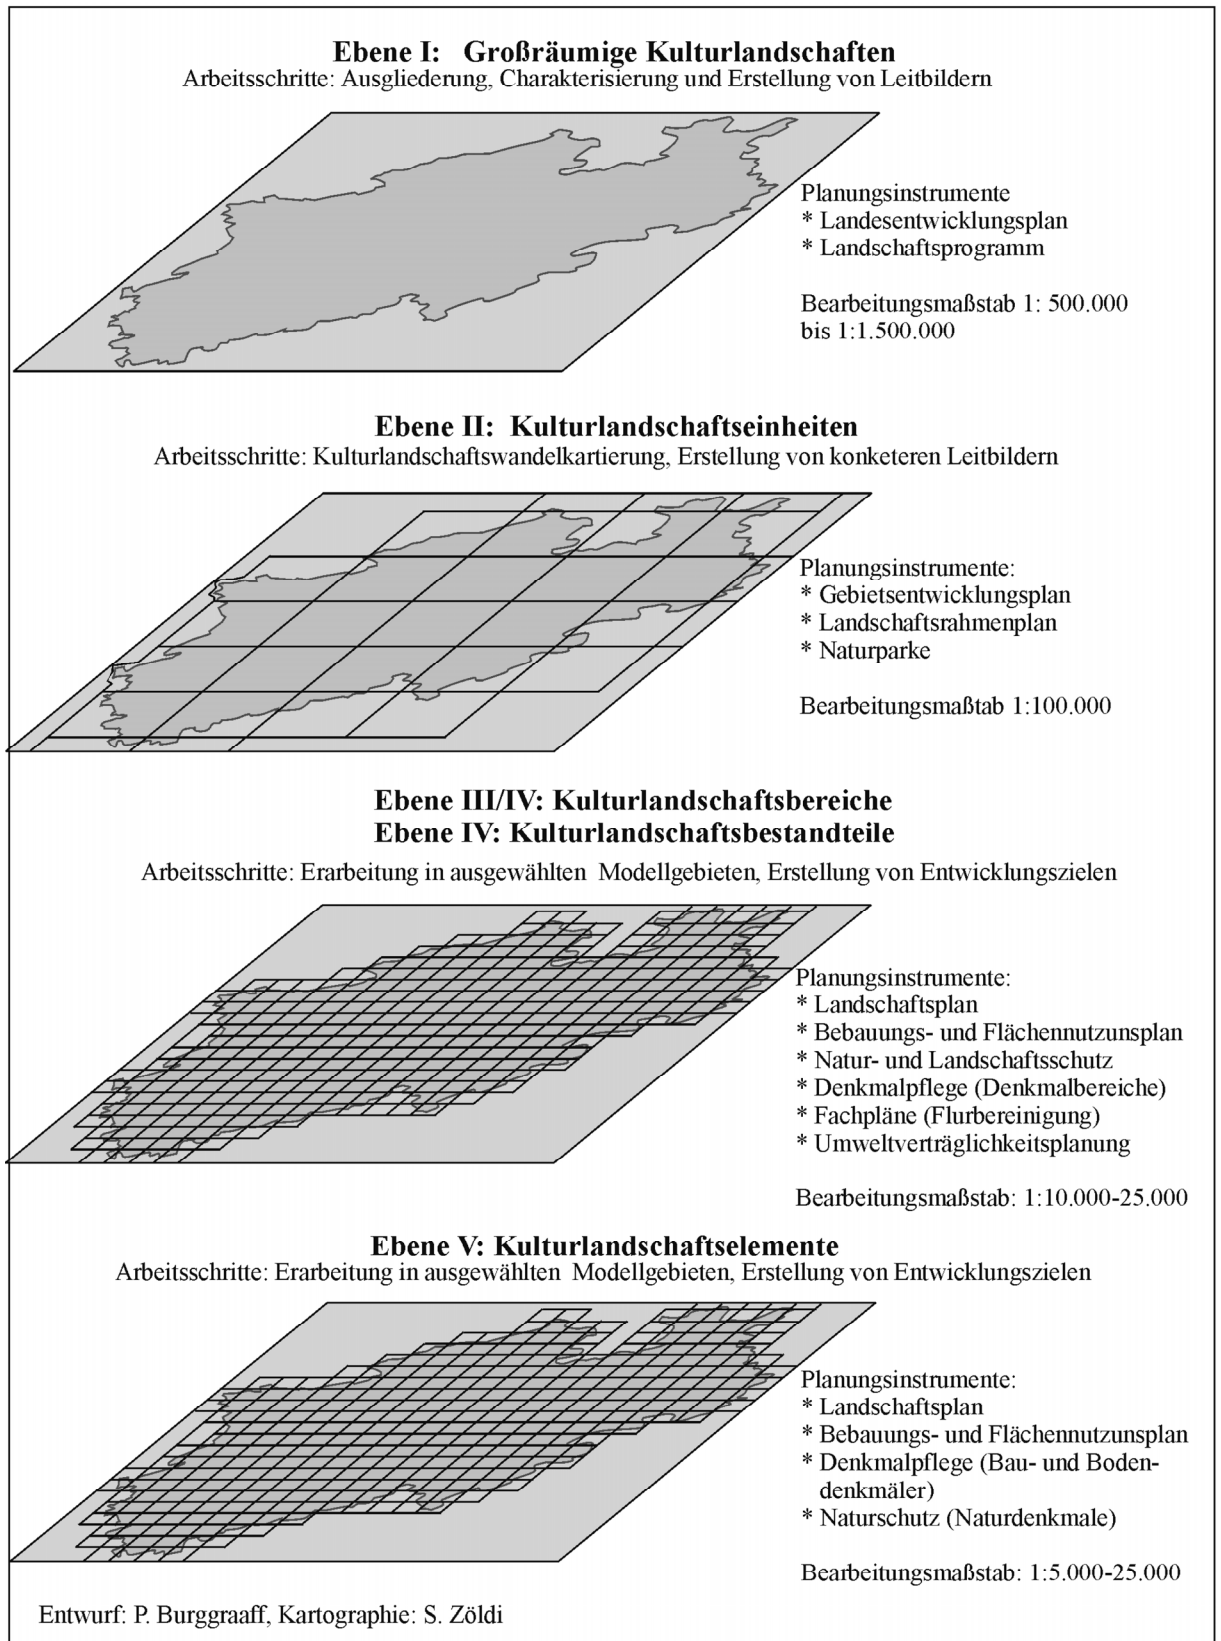 Ebene I: Großräumige Kulturlandschaften
Arbeitsschritte: Ausgliederung, Charakterisierung und Erstellung von Leitbildern
Planungsinstrumente
* Landesentwicklungsplan
* Landschaftsprogramm
Bearbeitungsmaßstab 1: 500.000
bis 1:1.500.000
Ebene II: Kulturlandschaftseinheiten
Arbeitsschritte: Kulturlandschaftswandelkartierung, Erstellung von konketeren Leitbildern
Planungsinstrumente:
* Gebietsentwicklungsplan
* Landschaftsrahmenplan
* Naturparke
Bearbeitungsmaßtab 1:100.000
Ebene III/IV: Kulturlandschaftsbereiche
Ebene IV: Kulturlandschaftsbestandteile
Arbeitsschritte: Erarbeitung in ausgewählten Modellgebieten, Erstellung von Entwicklungszielen
Planungsinstrumente:
* Landschaftsplan
* Bebauungs- und Flächennutzunsplan
* Natur- und Landschaftsschutz
* Denkmalpflege (Denkmalbereiche)
* Fachpläne (Flurbereinigung)
* Umweltverträglichkeitsplanung
Bearbeitungsmaßstab: 1:10.000-25.000
Ebene V: Kulturlandschaftselemente
Arbeitsschritte: Erarbeitung in ausgewählten Modellgebieten, Erstellung von Entwicklungszielen
Planungsinstrumente:
* Landschaftsplan
* Bebauungs- und Flächennutzunsplan
* Denkmalpflege (Bau- und Boden-
denkmäler)
* Naturschutz (Naturdenkmale)
Bearbeitungsmaßstab: 1:5.000-25.000
Entwurf: P. Burggraaff, Kartographie: S. Zöldi